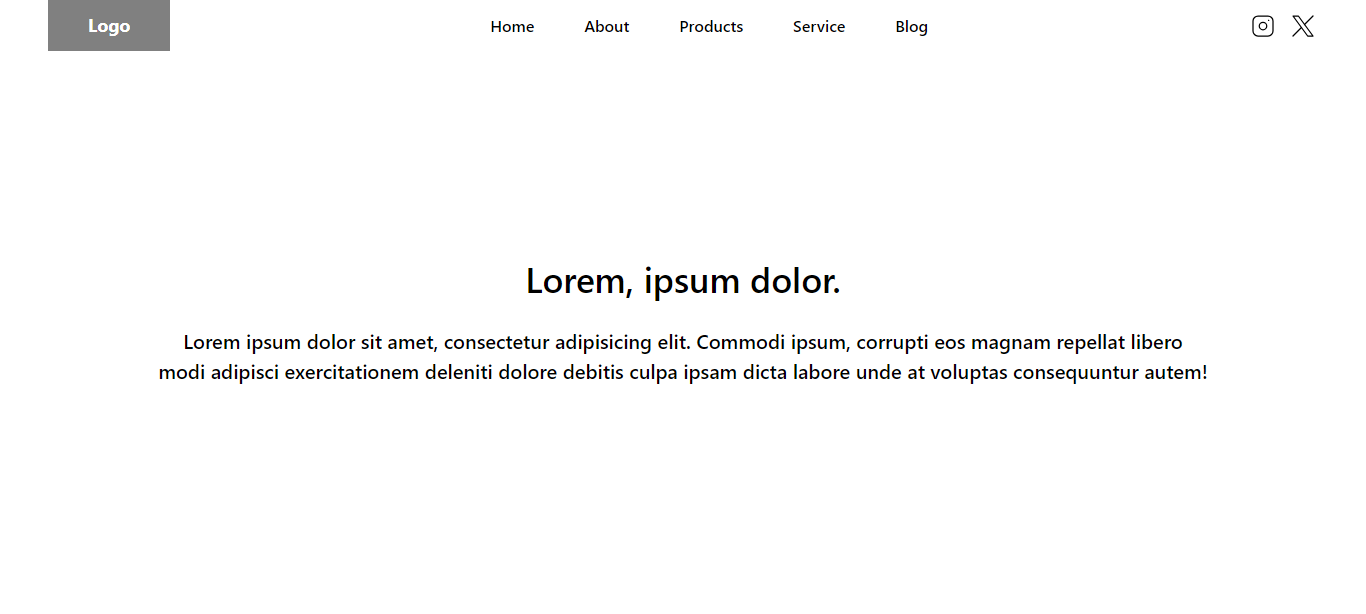 Logo
Home About Products Service Blog
Lorem, ipsum dolor.
Lorem ipsum dolor sit amet, consectetur adipisicing elit. Commodi ipsum, corrupti eos magnam repellat libero
modi adipisci exercitationem deleniti dolore debitis culpa ipsam dicta labore unde at voluptas consequuntur autem!